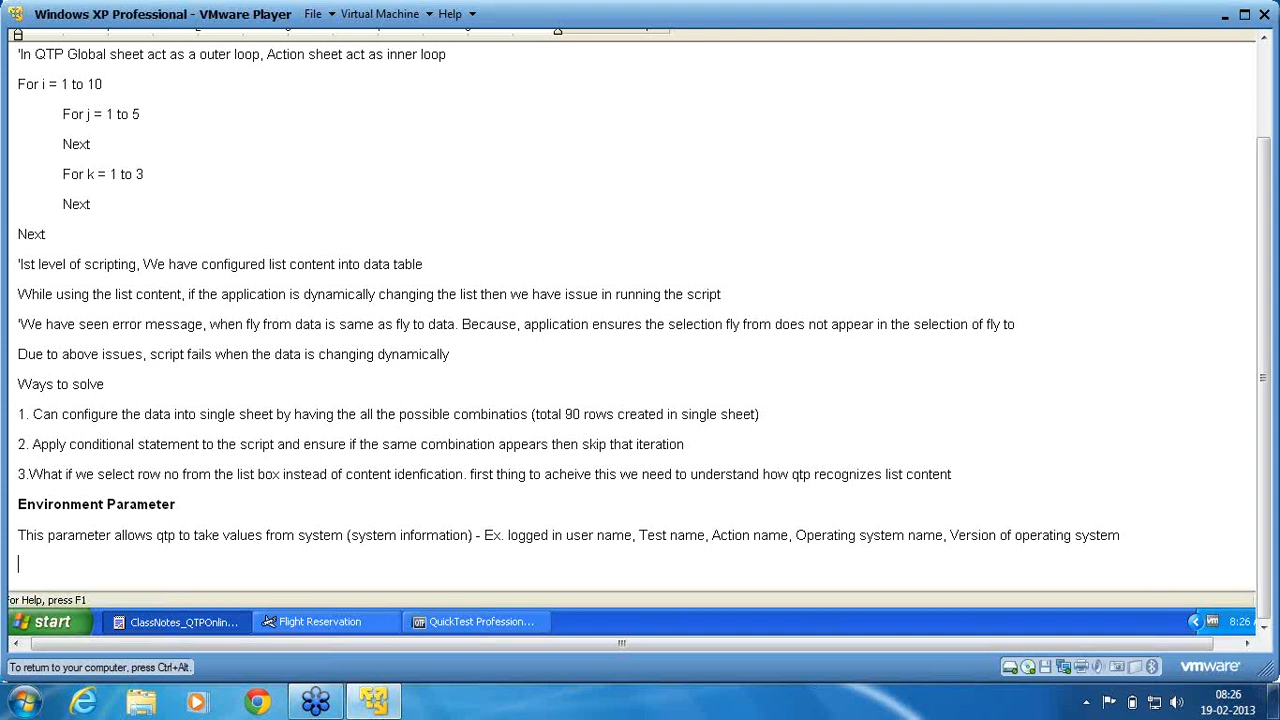 Windows XP Professional - VMware Player File Virtual Machine Help
'In QTP Global sheet act as a outer loop, Action sheet act as inner loop
For i = 1 to 10
For j = 1 to 5
Next
For k = 1 to 3
Next
Next
'Ist level of scripting, We have configured list content into data table
While using the list content, if the application is dynamically changing the list then we have issue in running the script
'We have seen error message, when fly from data is same as fly to data. Because, application ensures the selection fly from does not appear in the selection of fly to
Due to above issues, script fails when the data is changing dynamically
Ways to solve
1. Can configure the data into single sheet by having the all the possible combinatios (total 90 rows created in single sheet)
2. Apply conditional statement to the script and ensure if the same combination appears then skip that iteration
3.What if we select row no from the list box instead of content idenfication. first thing to acheive this we need to understand how qtp recognizes list content
Environment Parameter
This parameter allows qtp to take values from system (system information) - Ex. logged in user name, Test name, Action name, Operating system name, Version of operating system
For Help, press F1
start ClassNotes_QTPOnlin... Flight Reservation QuickTest Profession... 8:26
To return to your computer, press Ctrl+Alt. vmware
08:26
19-02-2013